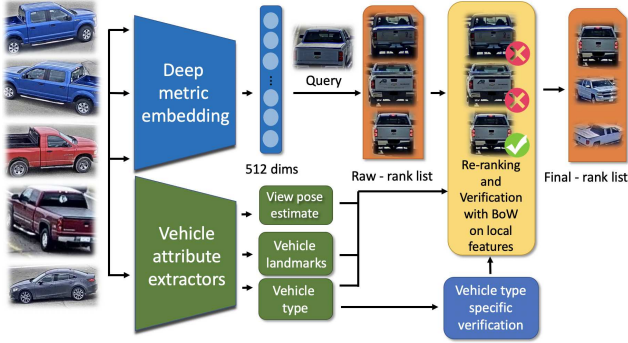 Deep
metric
embedding
512 dims
Query
Raw - rank list
Re-ranking
and
Verification
with BoW
on local
features
Final - rank list
Vehicle
attribute
extractors
View pose
estimate
Vehicle
landmarks
Vehicle
type
Vehicle type
specific
verification